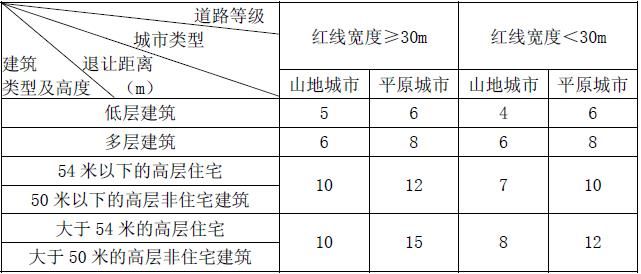 道路等级
城市类型
建筑 退让距离
类型及高度 （m）
红线宽度≥30m 红线宽度＜30m
山地城市 平原城市 山地城市 平原城市
低层建筑 5 6 4 6
多层建筑 6 8 6 8
54 米以下的高层住宅
50 米以下的高层非住宅建筑
10 12 7 10
大于 54 米的高层住宅
大于 50 米的高层非住宅建筑
10 15 8 12